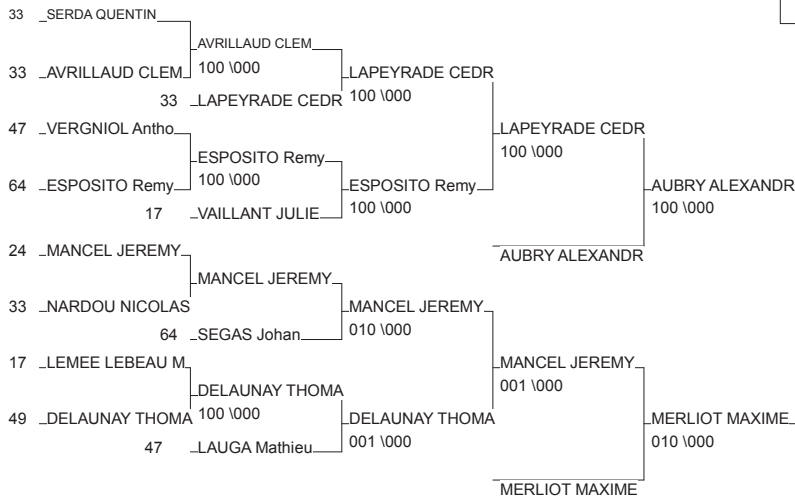 33 SERDA QUENTIN
AVRILLAUD CLEM
33 AVRILLAUD CLEM 100 \000 LAPEYRADE CEDR
33 LAPEYRADE CEDR 100 \000
47 VERGNIOL Antho LAPEYRADE CEDR
ESPOSITO Remy 100 \000
64 ESPOSITO Remy 100 \000 ESPOSITO Remy AUBRY ALEXANDR
17 VAILLANT JULIE 100 \000 100 \000
24 MANCEL JEREMY AUBRY ALEXANDR
MANCEL JEREMY
33 NARDOU NICOLAS MANCEL JEREMY
64 SEGAS Johan 010 \000
17 LEMEE LEBEAU M MANCEL JEREMY
DELAUNAY THOMA 001 \000
49 DELAUNAY THOMA 100 \000 DELAUNAY THOMA MERLIOT MAXIME
47 LAUGA Mathieu 001 \000 010 \000
MERLIOT MAXIME